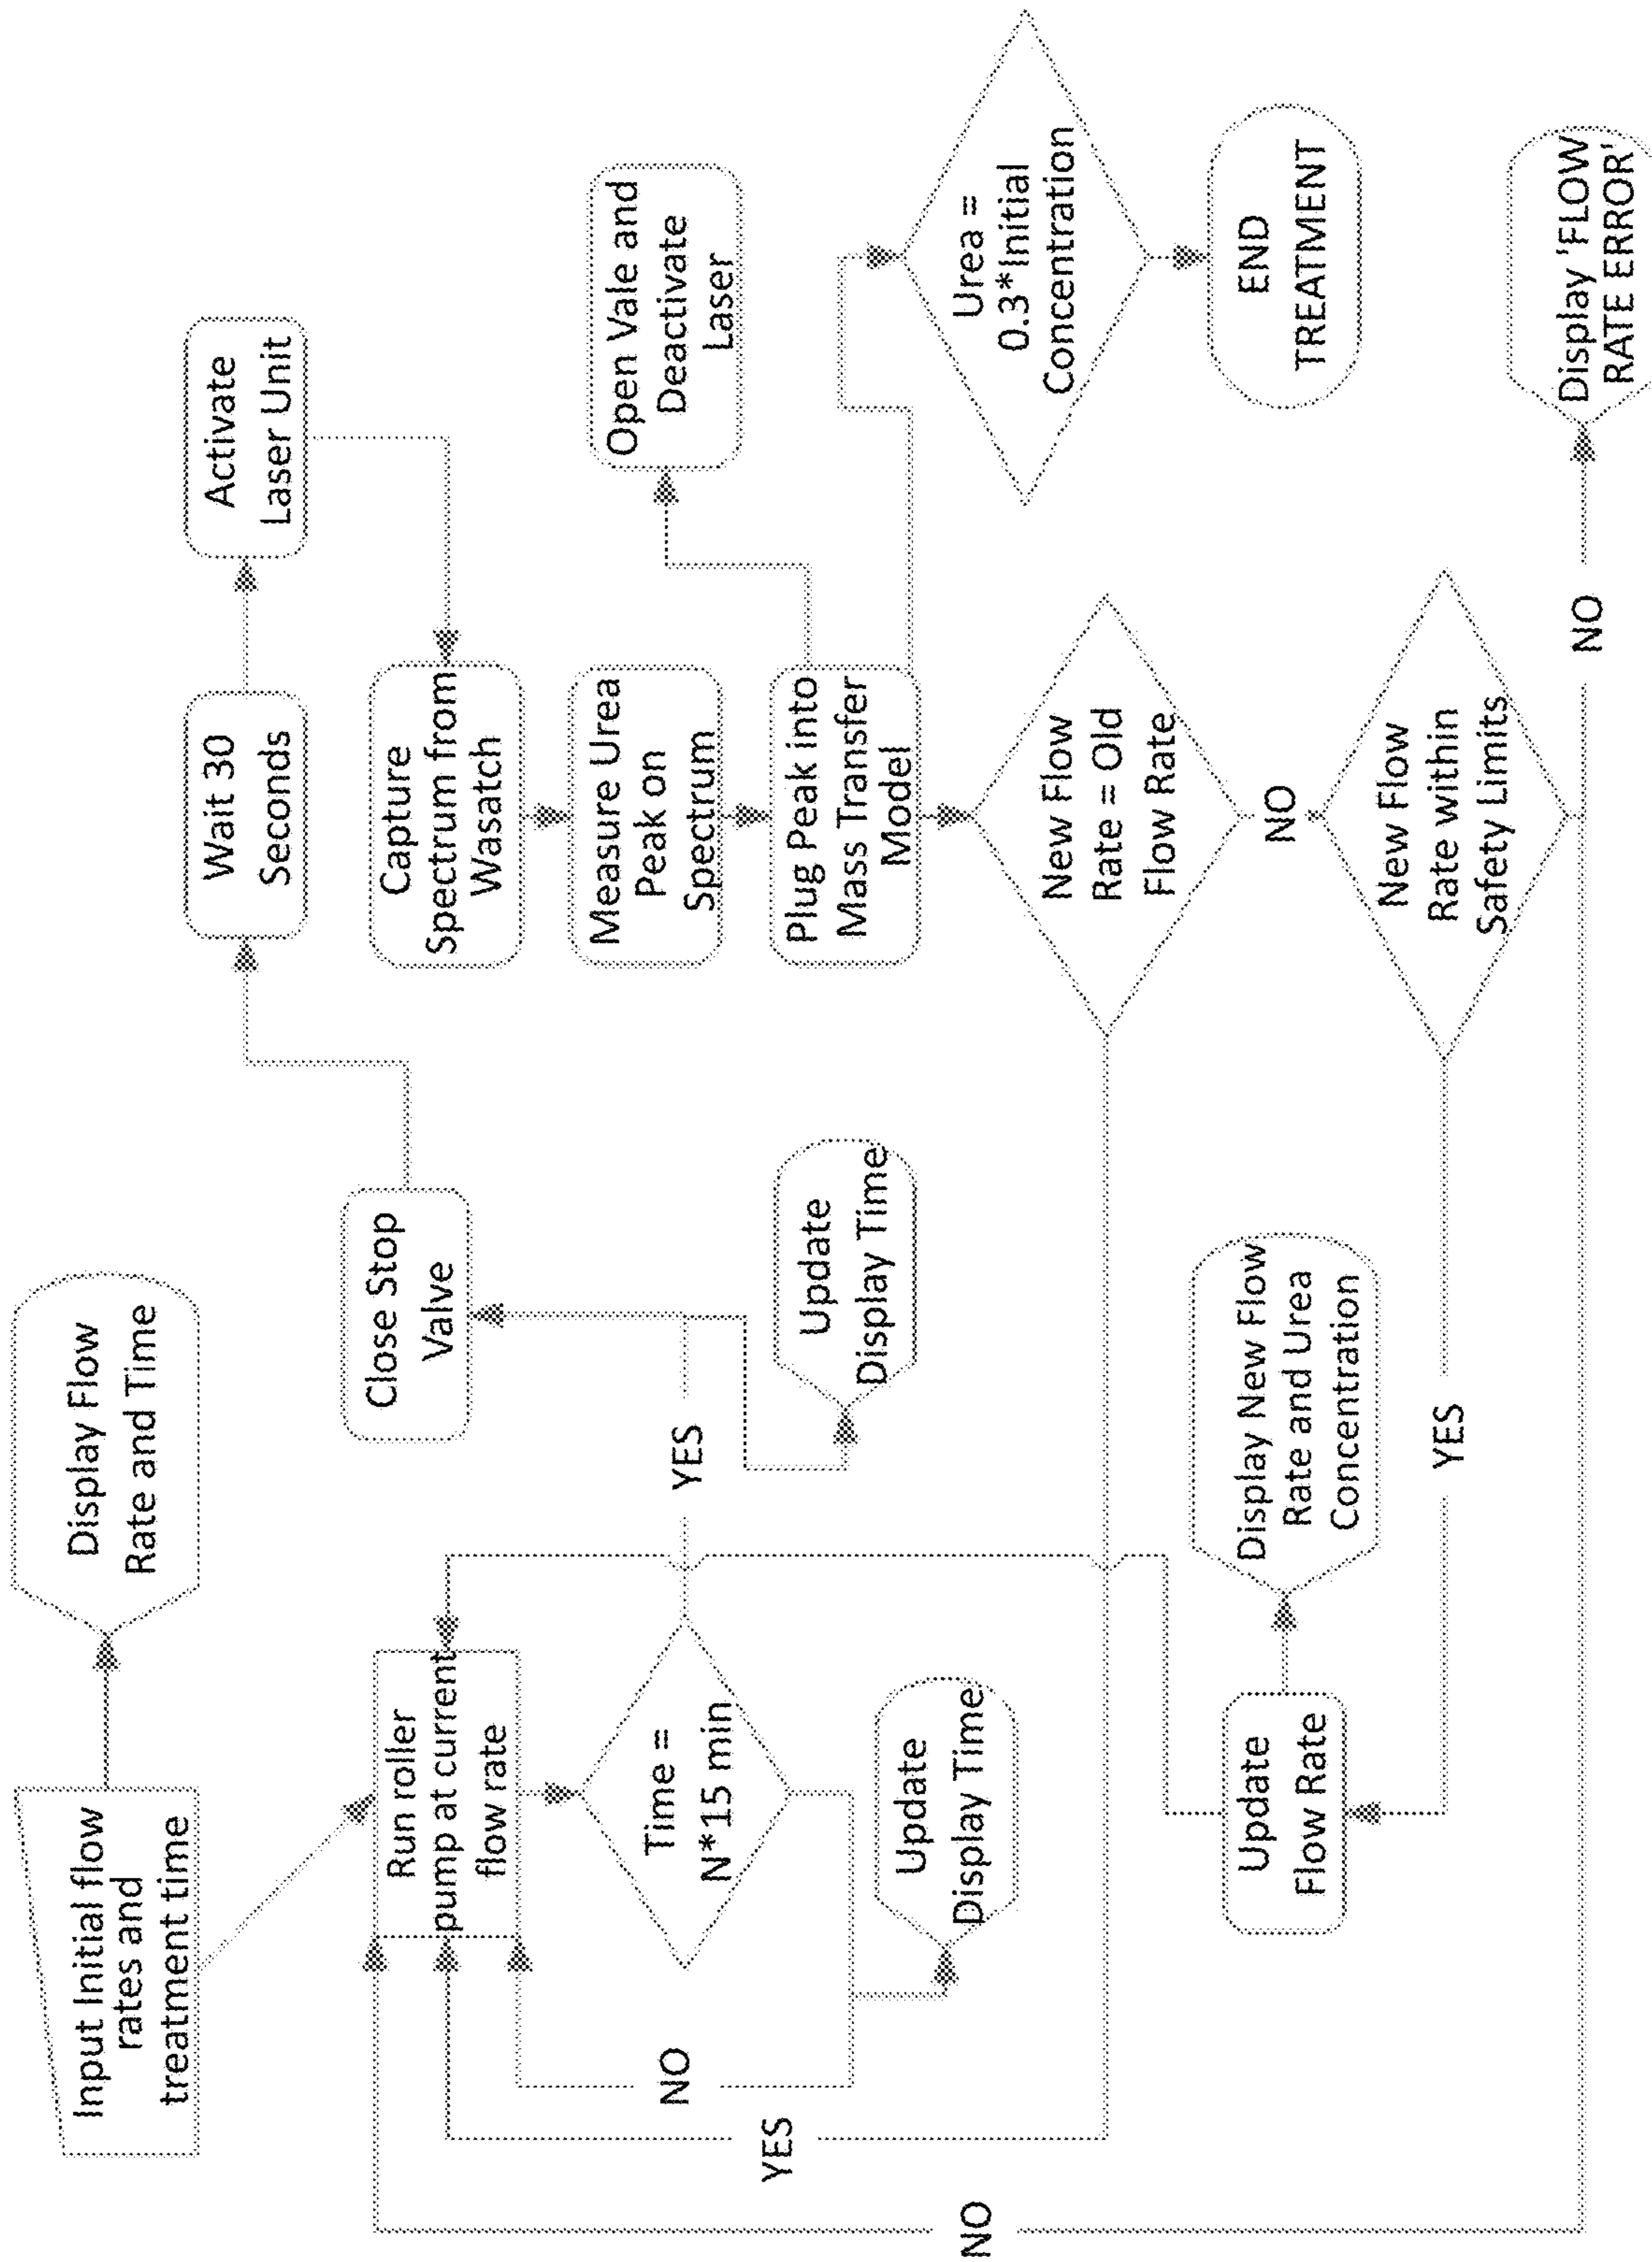 Input Initial flow
rates and
treatment time
Display Flow
Rate and Time
Run roller
pump at current
flow rate
Time =
N*15 min
NO
YES
Update
Display Time
Close Stop
Valve
Update
Display Time
Wait 30
Seconds
Activate
Laser Unit
Capture
Spectrum from
Wasatch
Measure Urea
Peak on
Spectrum
Plug Peak into
Mass Transfer
Model
Open Vale and
Deactivate
Laser
Urea =
0.3*Initial
Concentration
END
TREATMENT
New Flow
Rate = Old
Flow Rate
YES
NO
New Flow
Rate within
Safety Limits
YES
Update
Flow Rate
Display New Flow
Rate and Urea
Concentration
NO
Display 'FLOW
RATE ERROR'
NO